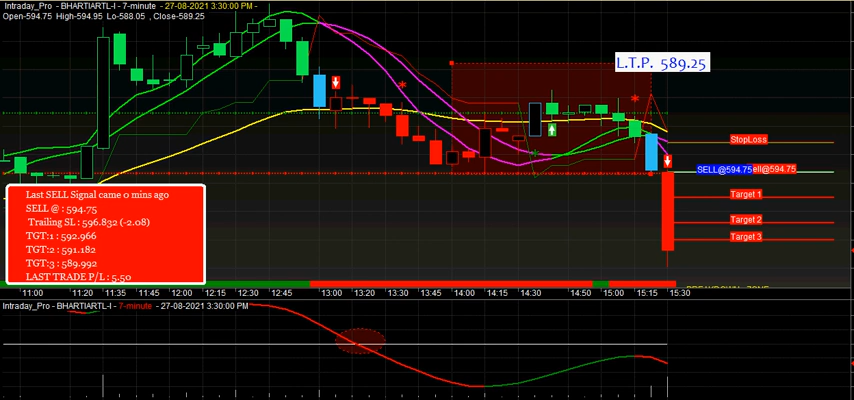 Intraday_Pro - BHARTIARTL-I - 7-minute - 27-08-2021 3:30:00 PM -
Open-594.75 High-594.95 Lo-588.05 , Close-589.25
L.T.P. 589.25
StopLoss
SELL@594.75 ell@594.75
Target 1
Target 2
Target 3
Last SELL Signal came 0 mins ago
SELL @ : 594.75
Trailing SL : 596.832 (-2.08)
TGT:1 : 592.966
TGT:2 : 591.182
TGT:3 : 589.992
LAST TRADE P/L : 5.50
11:00 11:20 11:35 11:45 12:00 12:15 12:30 12:45 13:00 13:20 13:30 13:45 14:00 14:15 14:30 14:50 15:00 15:15 15:30
Intraday_Pro - BHARTIARTL-I - 7-minute - 27-08-2021 3:30:00 PM